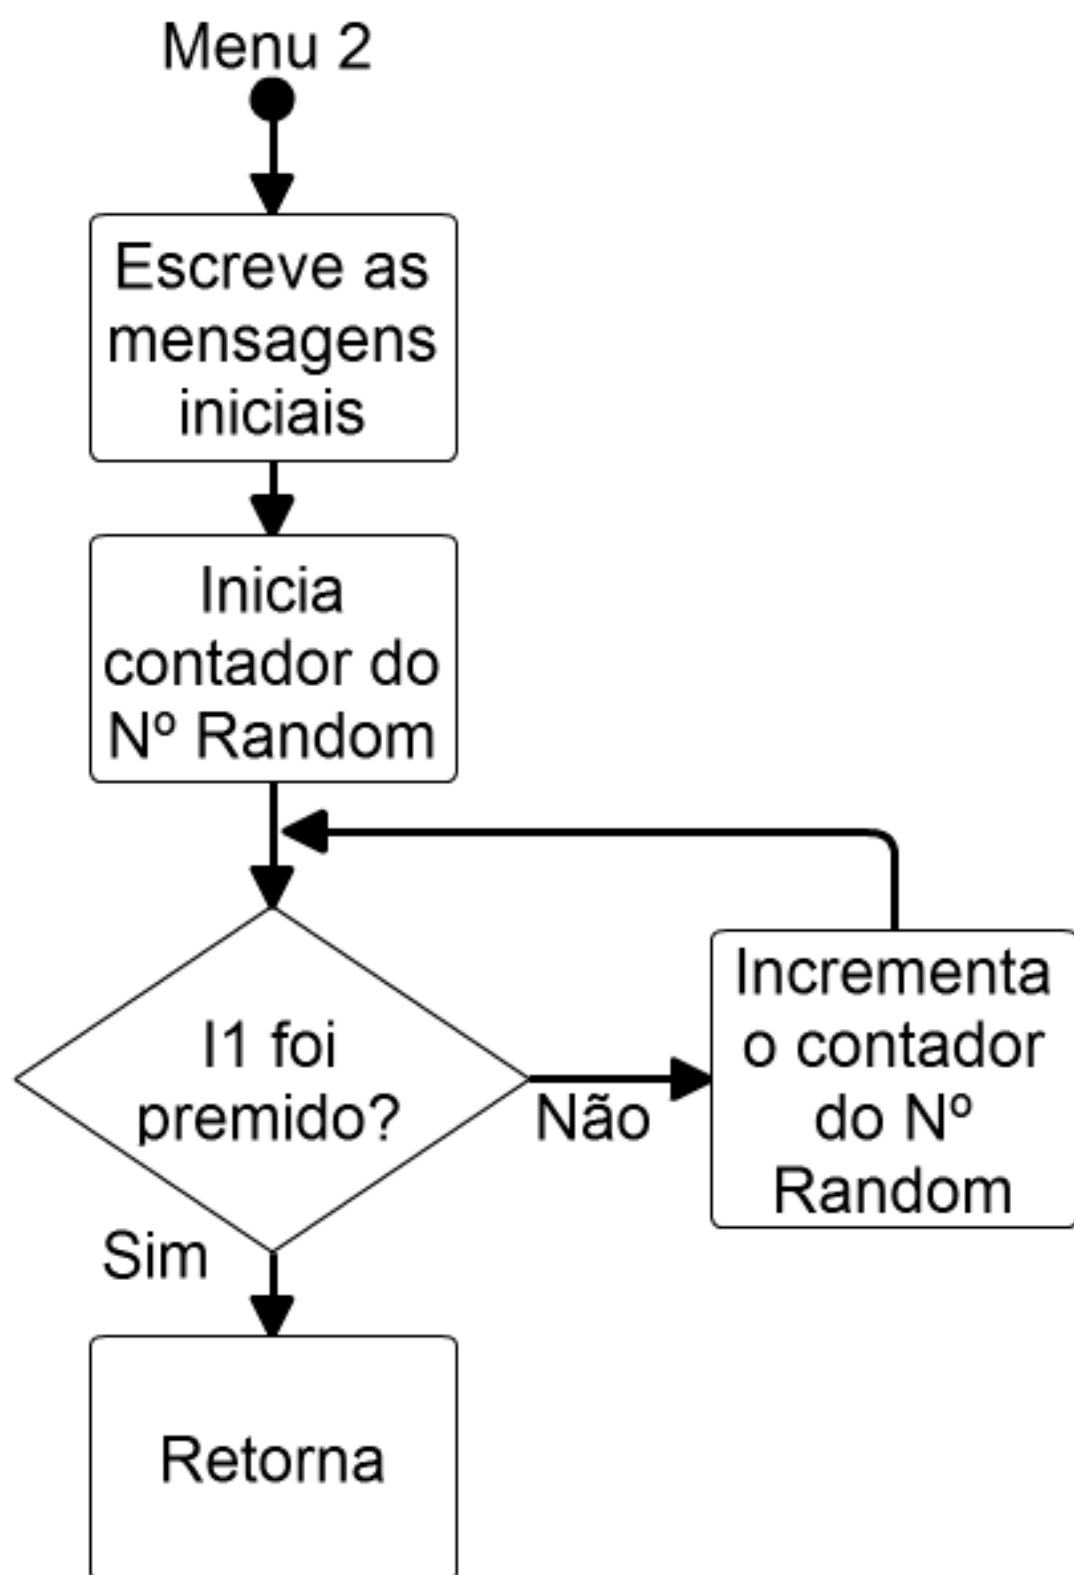 Menu 2
Escreve as
mensagens
iniciais
Inicia
contador do
Nº Random
I1 foi
premido?
Não
Incrementa
o contador
do Nº
Random
Sim
Retorna